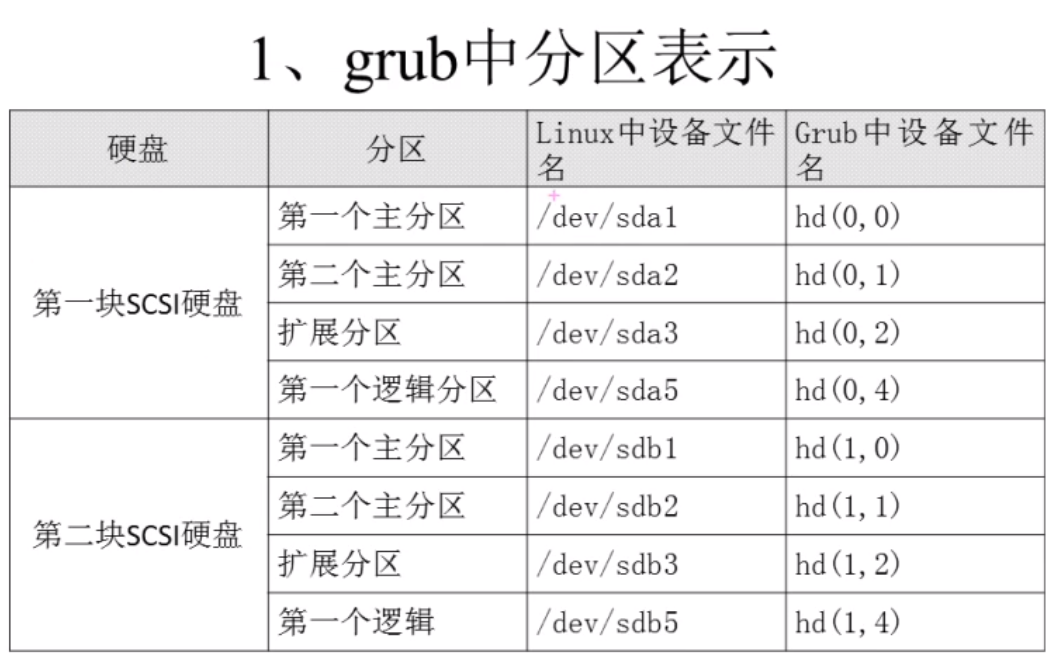 1、grub中分区表示
硬盘 分区 Linux中设备文件名 Grub中设备文件名
第一块SCSI硬盘
第一个主分区 /dev/sda1 hd(0,0)
第二个主分区 /dev/sda2 hd(0,1)
扩展分区 /dev/sda3 hd(0,2)
第一个逻辑分区 /dev/sda5 hd(0,4)
第二块SCSI硬盘
第一个主分区 /dev/sdb1 hd(1,0)
第二个主分区 /dev/sdb2 hd(1,1)
扩展分区 /dev/sdb3 hd(1,2)
第一个逻辑 /dev/sdb5 hd(1,4)